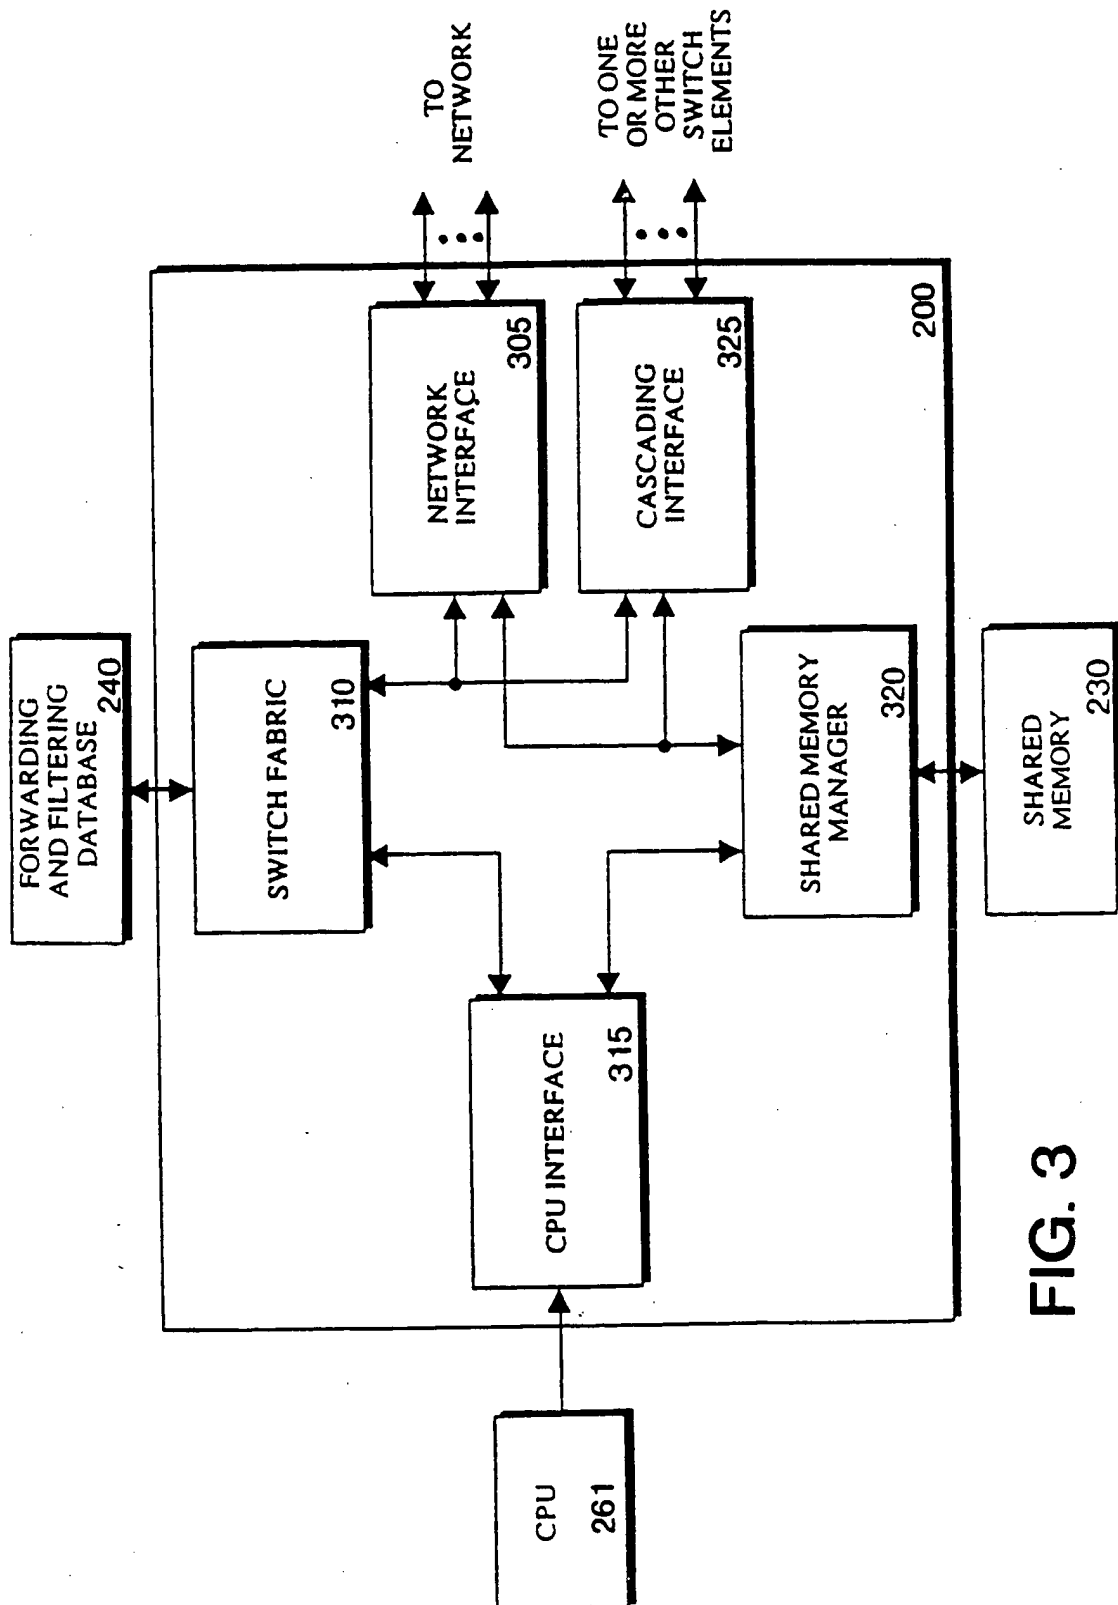 FORWARDING
AND FILTERING
DATABASE
240
SWITCH FABRIC
310
CPU
261
CPU INTERFACE
315
NETWORK
INTERFACE
305
TO
NETWORK
CASCADING
INTERFACE
325
TO ONE
OR MORE
OTHER
SWITCH
ELEMENTS
SHARED MEMORY
MANAGER
320
200
SHARED
MEMORY
230
FIG. 3